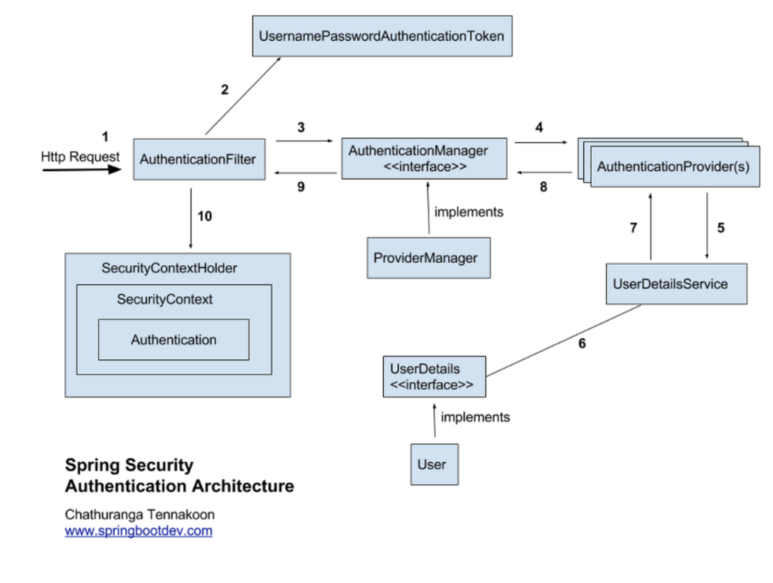 UsernamePasswordAuthenticationToken
2
1
Http Request
AuthenticationFilter
3
9
AuthenticationManager
<<interface>>
4
8
AuthenticationProvider(s)
10
implements
ProviderManager
7
5
UserDetailsService
SecurityContextHolder
SecurityContext
Authentication
6
UserDetails
<<interface>>
implements
User
Spring Security
Authentication Architecture
Chathuranga Tennakoon
www.springbootdev.com